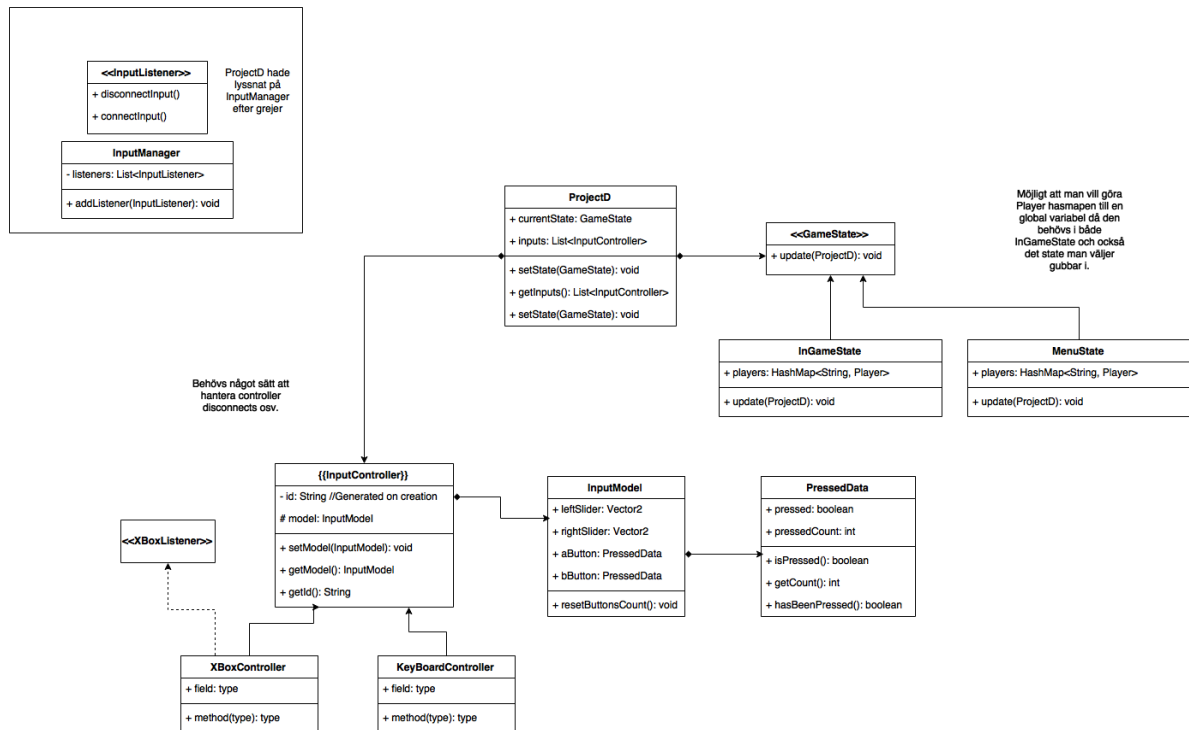 <<InputListener>>
+ disconnectInput()
+ connectInput()
ProjectD hade
lyssnat på
InputManager
efter grejer
InputManager
- listeners: List<InputListener>
+ addListener(InputListener): void
ProjectD
+ currentState: GameState
+ inputs: List<InputController>
+ setState(GameState): void
+ getInputs(): List<InputController>
+ setState(GameState): void
<<GameState>>
+ update(ProjectD): void
Möjligt att man vill göra
Player hasmapen till en
global variabel då den
behövs i både
InGameState och också
det state man väljer
gubbar i.
InGameState
+ players: HashMap<String, Player>
+ update(ProjectD): void
MenuState
+ players: HashMap<String, Player>
+ update(ProjectD): void
Behövs något sätt att
hantera controller
disconnects osv.
{{InputController}}
- id: String //Generated on creation
# model: InputModel
+ setModel(InputModel): void
+ getModel(): InputModel
+ getId(): String
InputModel
+ leftSlider: Vector2
+ rightSlider: Vector2
+ aButton: PressedData
+ bButton: PressedData
+ resetButtonsCount(): void
PressedData
+ pressed: boolean
+ pressedCount: int
+ isPressed(): boolean
+ getCount(): int
+ hasBeenPressed(): boolean
<<XBoxListener>>
XBoxController
+ field: type
+ method(type): type
KeyBoardController
+ field: type
+ method(type): type